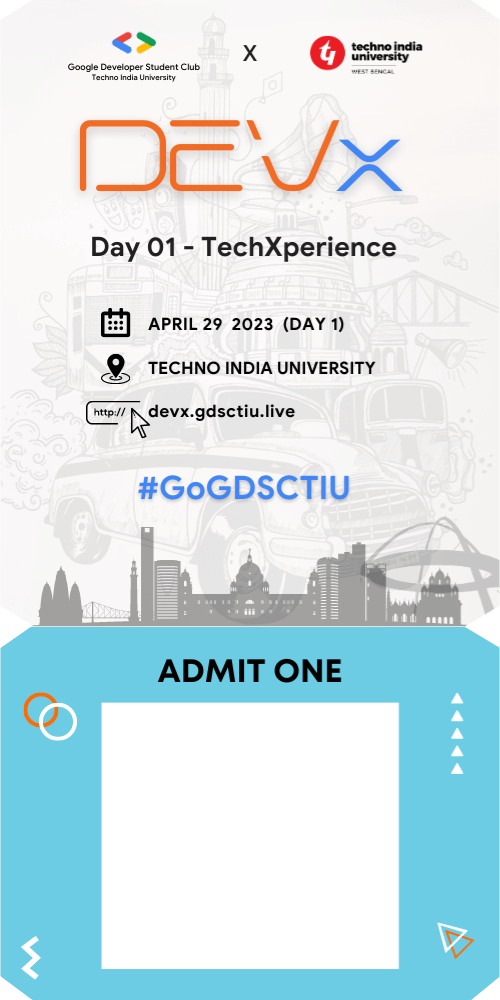 Google Developer Student Club
Techno India University
X
techno india
university
WEST BENGAL
DEVx
Day 01 - TechXperience
APRIL 29 2023 (DAY 1)
TECHNO INDIA UNIVERSITY
http://
devx.gdsctiu.live
#GoGDSCTIU
ADMIT ONE